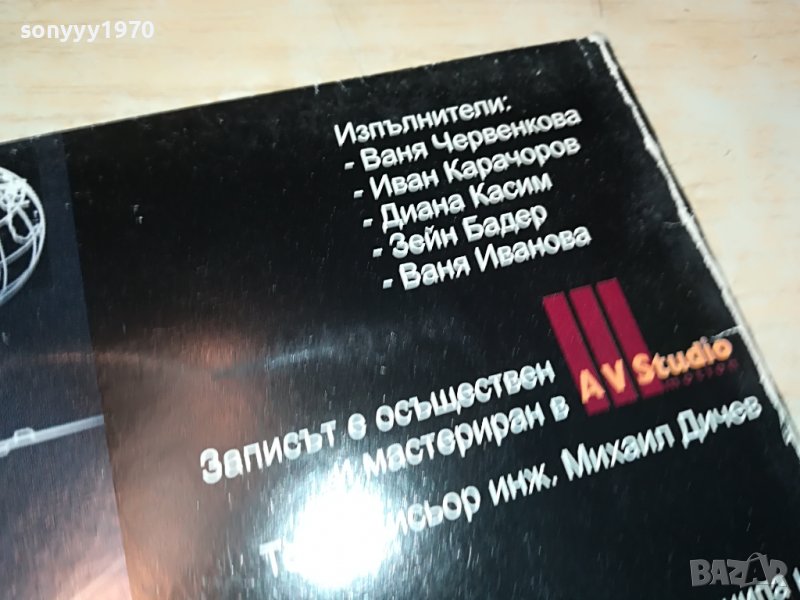 sonyyy1970
Изпълнители:
- Ваня Червенкова
- Иван Карачоров
- Диана Касим
- Зейн Бадер
- Ваня Иванова
AV Studio
Записът е осъществен
и мастериран в
инж. Михаил Дичев
BAZAR